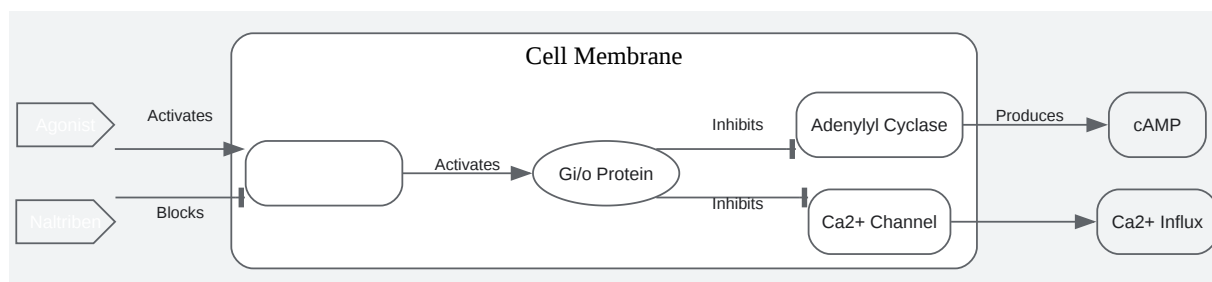 Cell Membrane
Agonist
Activates
Naltriben
Blocks
Activates
Gi/o Protein
Inhibits
Inhibits
Adenylyl Cyclase
Ca2+ Channel
Produces
cAMP
Ca2+ Influx